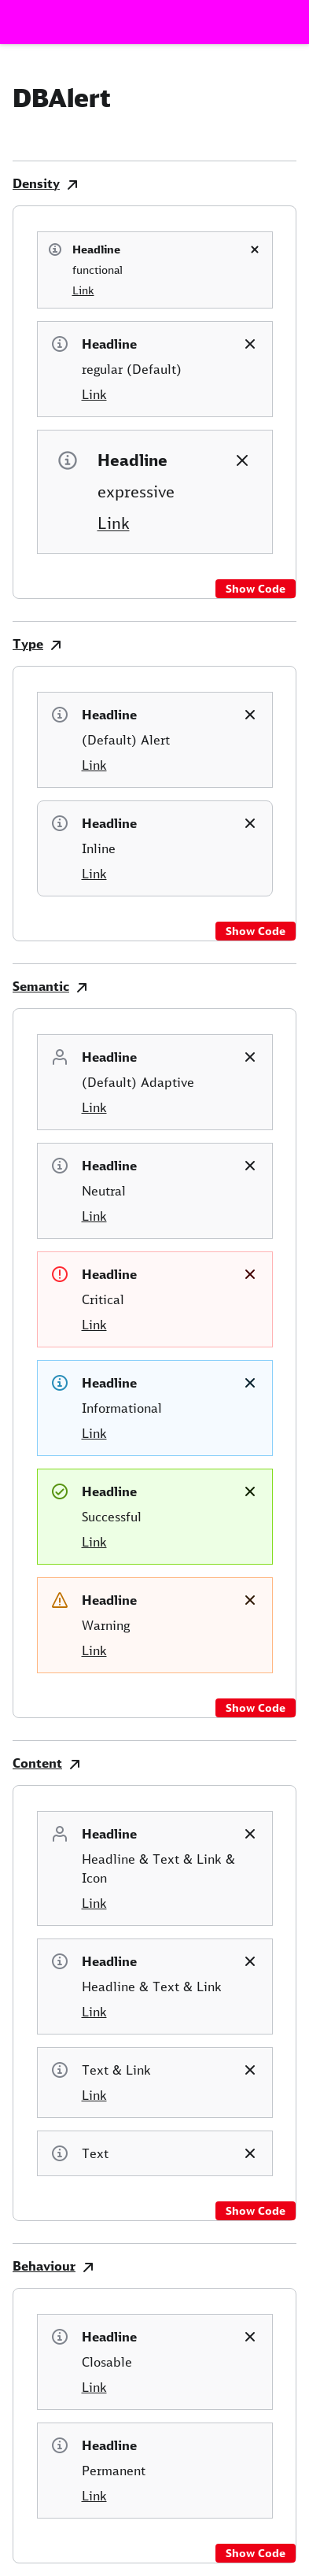 DBAlert
Density
Headline
functional
Link
Headline
regular (Default)
Link
Headline
expressive
Link
Show Code
Type
Headline
(Default) Alert
Link
Headline
Inline
Link
Show Code
Semantic
Headline
(Default) Adaptive
Link
Headline
Neutral
Link
Headline
Critical
Link
Headline
Informational
Link
Headline
Successful
Link
Headline
Warning
Link
Show Code
Content
Headline
Headline & Text & Link &
Icon
Link
Headline
Headline & Text & Link
Link
Text & Link
Link
Text
Show Code
Behaviour
Headline
Closable
Link
Headline
Permanent
Link
Show Code